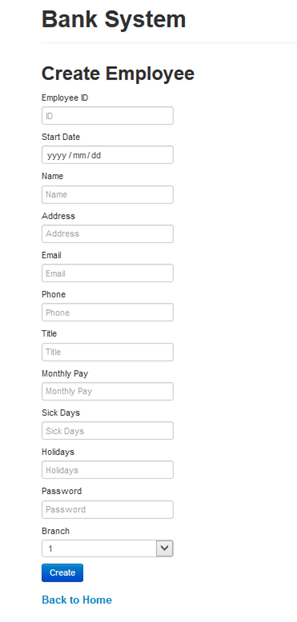 Bank System
Create Employee
Employee ID
ID
Start Date
yyyy / mm / dd
Name
Name
Address
Address
Email
Email
Phone
Phone
Title
Title
Monthly Pay
Monthly Pay
Sick Days
Sick Days
Holidays
Holidays
Password
Password
Branch
1
Create
Back to Home